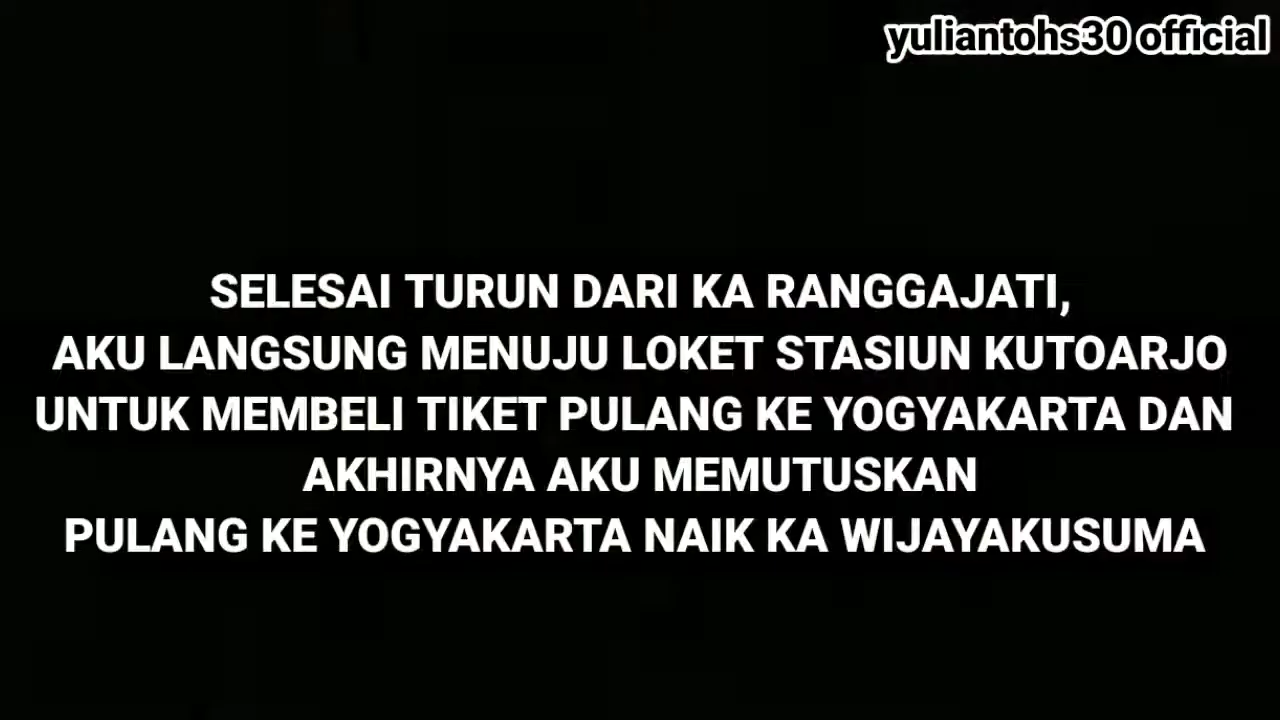 yuliantohs30 official
SELESAI TURUN DARI KA RANGGAJATI,
AKU LANGSUNG MENUJU LOKET STASIUN KUTOARJO
UNTUK MEMBELI TIKET PULANG KE YOGYAKARTA DAN
AKHIRNYA AKU MEMUTUSKAN
PULANG KE YOGYAKARTA NAIK KA WIJAYAKUSUMA